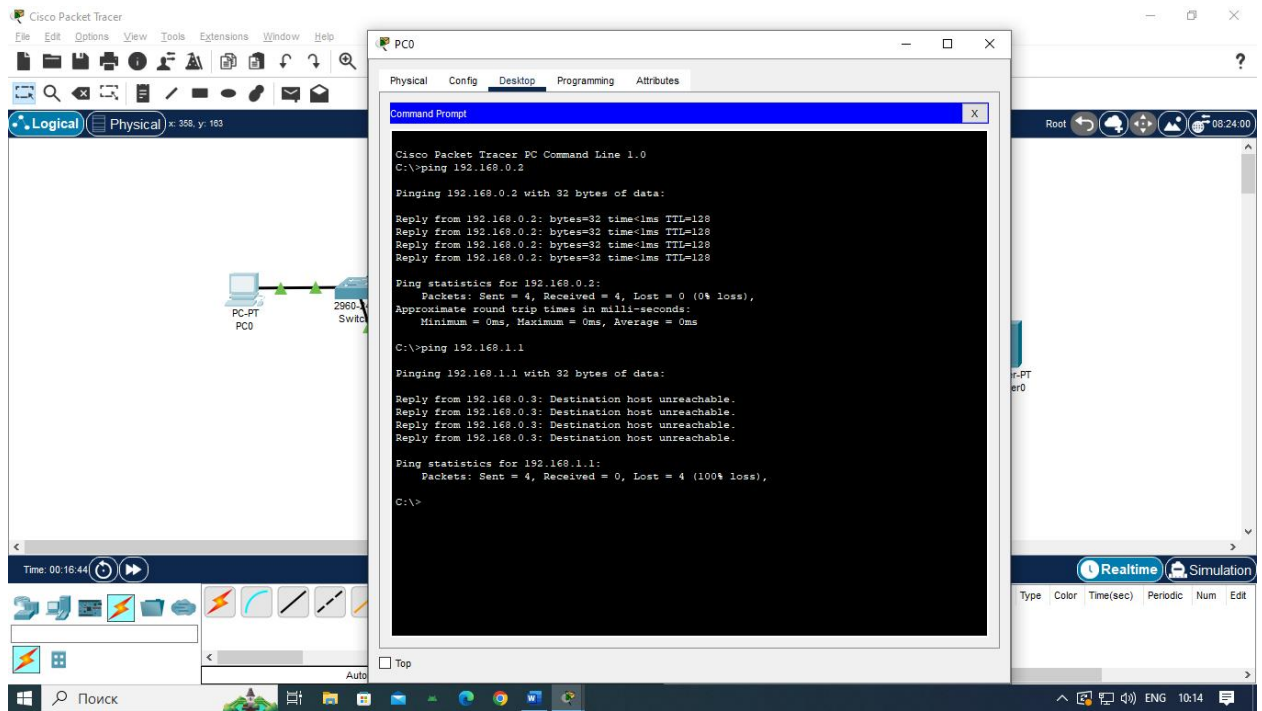 Cisco Packet Tracer
File Edit Options View Tools Extensions Window Help
PC0
?
Physical Config Desktop Programming Attributes
Command Prompt
X
Logical Physical x: 358, y: 163
Root 08:24:00
Cisco Packet Tracer PC Command Line 1.0
C:\>ping 192.168.0.2
Pinging 192.168.0.2 with 32 bytes of data:
Reply from 192.168.0.2: bytes=32 time<1ms TTL=128
Reply from 192.168.0.2: bytes=32 time<1ms TTL=128
Reply from 192.168.0.2: bytes=32 time<1ms TTL=128
Reply from 192.168.0.2: bytes=32 time<1ms TTL=128
Ping statistics for 192.168.0.2:
Packets: Sent = 4, Received = 4, Lost = 0 (0% loss),
Approximate round trip times in milli-seconds:
Minimum = 0ms, Maximum = 0ms, Average = 0ms
C:\>ping 192.168.1.1
Pinging 192.168.1.1 with 32 bytes of data:
Reply from 192.168.0.3: Destination host unreachable.
Reply from 192.168.0.3: Destination host unreachable.
Reply from 192.168.0.3: Destination host unreachable.
Reply from 192.168.0.3: Destination host unreachable.
Ping statistics for 192.168.1.1:
Packets: Sent = 4, Received = 0, Lost = 4 (100% loss),
C:\>
PC-PT
PC0
2960-
Switc
er-PT
er0
Top
Time: 00:16:44
Realtime Simulation
Type Color Time(sec) Periodic Num Edit
Auto
Поиск
ENG 10:14